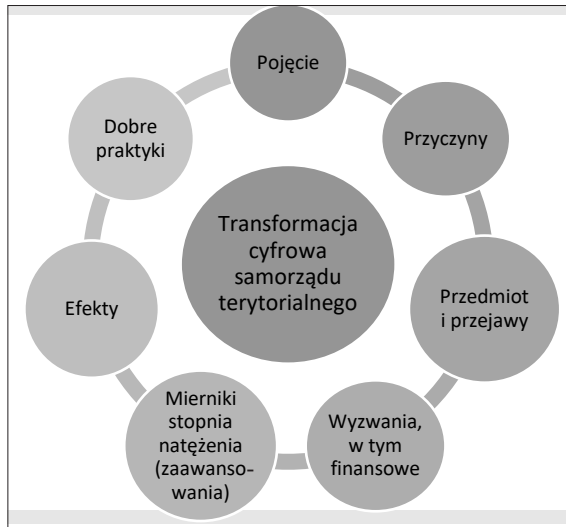 Pojęcie
Przyczyny
Przedmiot
i przejawy
Wyzwania,
w tym
finansowe
Mierniki
stopnia
natężenia
(zaawanso-
wania)
Efekty
Dobre
praktyki
Transformacja
cyfrowa
samorządu
terytorialnego